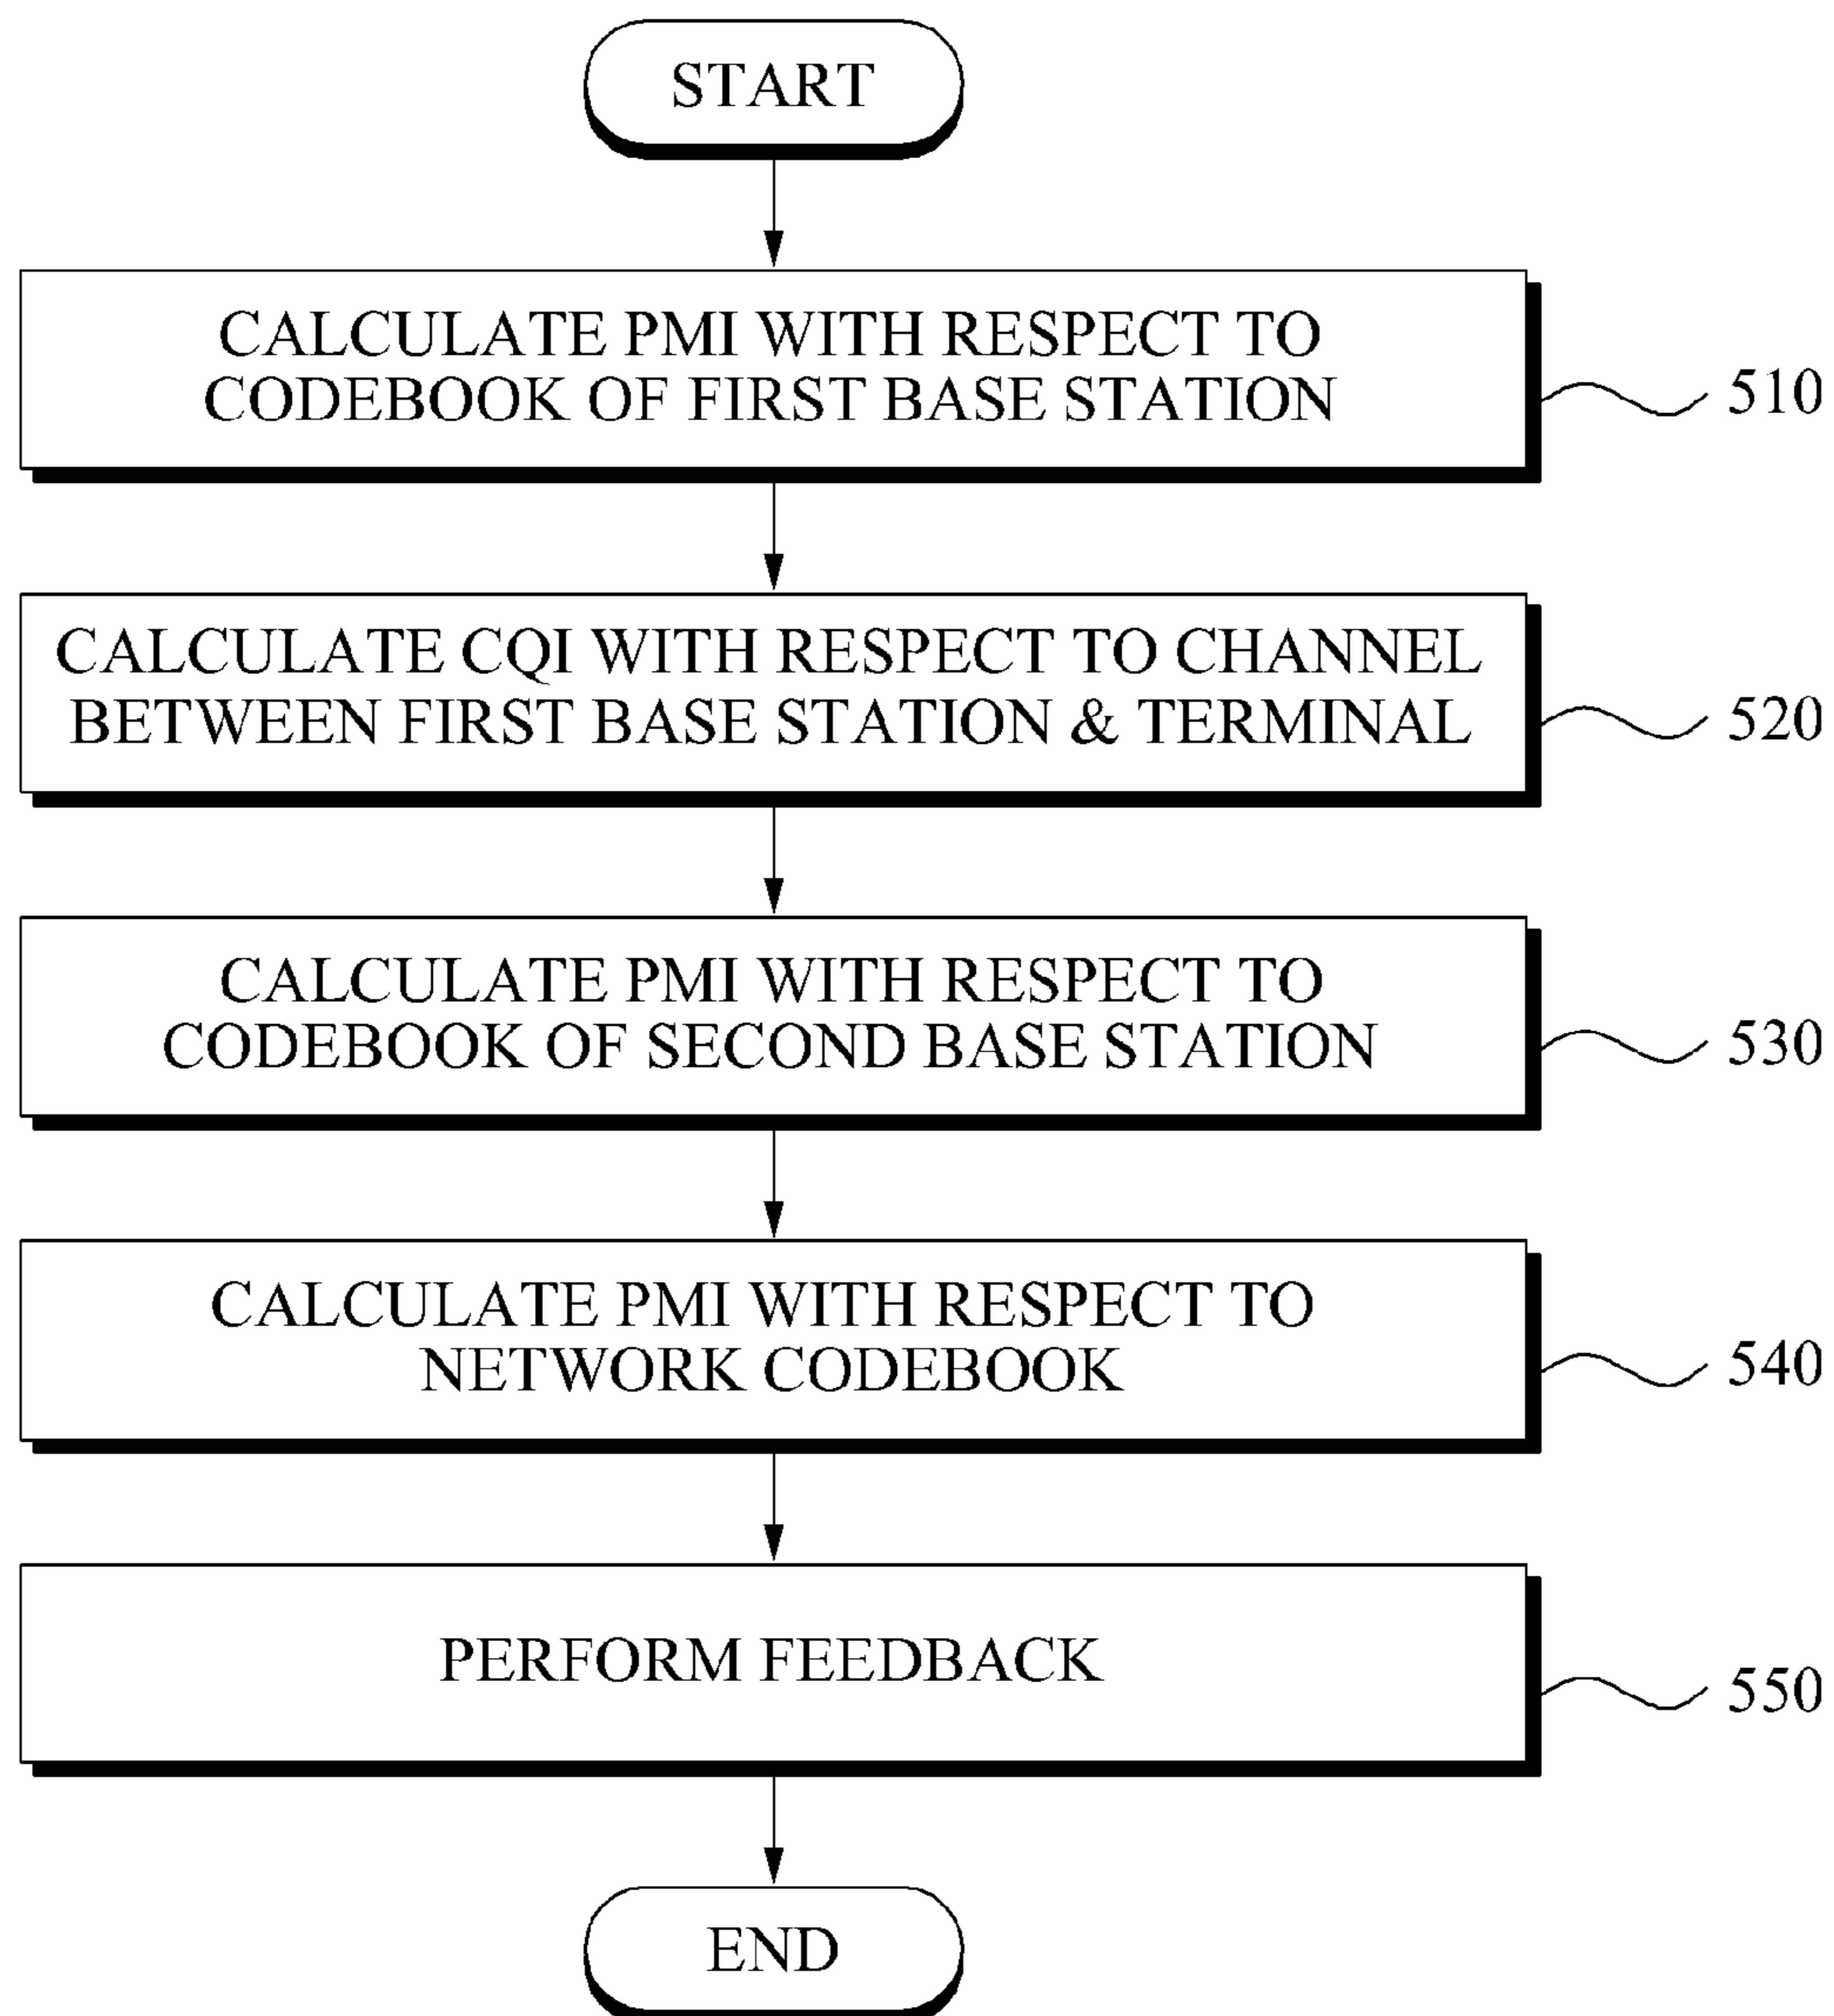 START
CALCULATE PMI WITH RESPECT TO
CODEBOOK OF FIRST BASE STATION
510
CALCULATE CQI WITH RESPECT TO CHANNEL
BETWEEN FIRST BASE STATION & TERMINAL
520
CALCULATE PMI WITH RESPECT TO
CODEBOOK OF SECOND BASE STATION
530
CALCULATE PMI WITH RESPECT TO
NETWORK CODEBOOK
540
PERFORM FEEDBACK
550
END